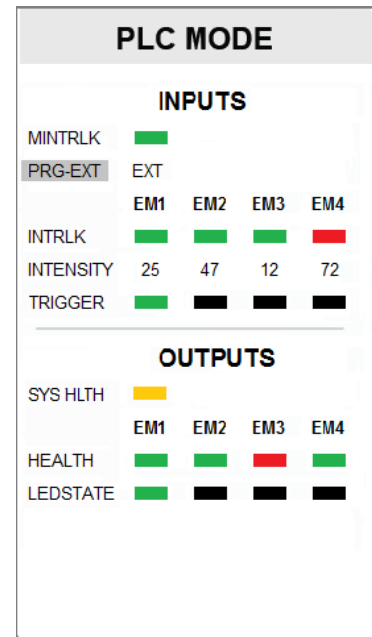 PLC MODE
INPUTS
MINTRLK
PRG-EXT EXT
EM1 EM2 EM3 EM4
INTRLK
INTENSITY 25 47 12 72
TRIGGER
OUTPUTS
SYS HLTH
EM1 EM2 EM3 EM4
HEALTH
LEDSTATE